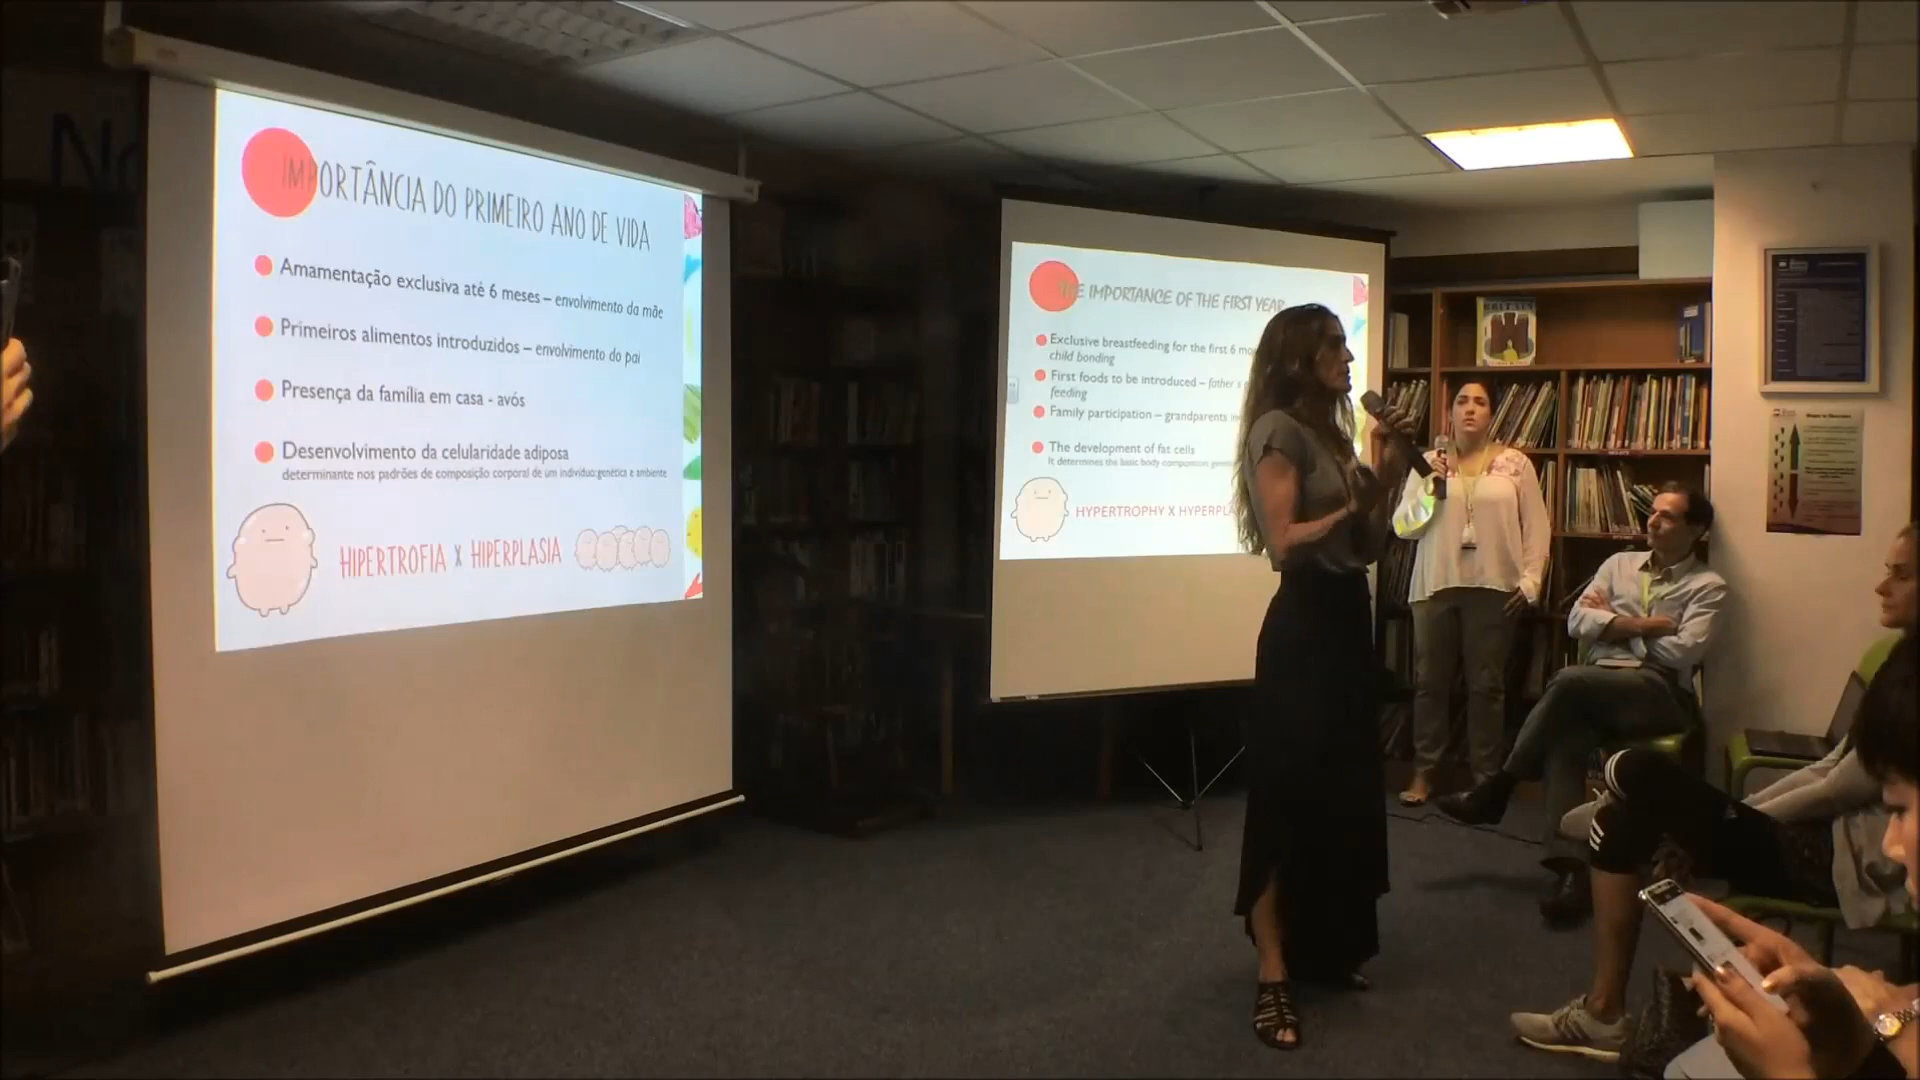 IMPORTÂNCIA DO PRIMEIRO ANO DE VIDA
Amamentação exclusiva até 6 meses – envolvimento da mãe
Primeiros alimentos introduzidos – envolvimento do pai
Presença da família em casa - avós
Desenvolvimento da celularidade adiposa
determinante nos padrões de composição corporal de um indivíduo:genética e ambiente
HIPERTROFIA X HIPERPLASIA
THE IMPORTANCE OF THE FIRST YEAR
Exclusive breastfeeding for the first 6
child bonding
First foods to be introduced – father's
feeding
Family participation – grandparents
The development of fat cells
It determines the basic body composition
HYPERTROPHY X